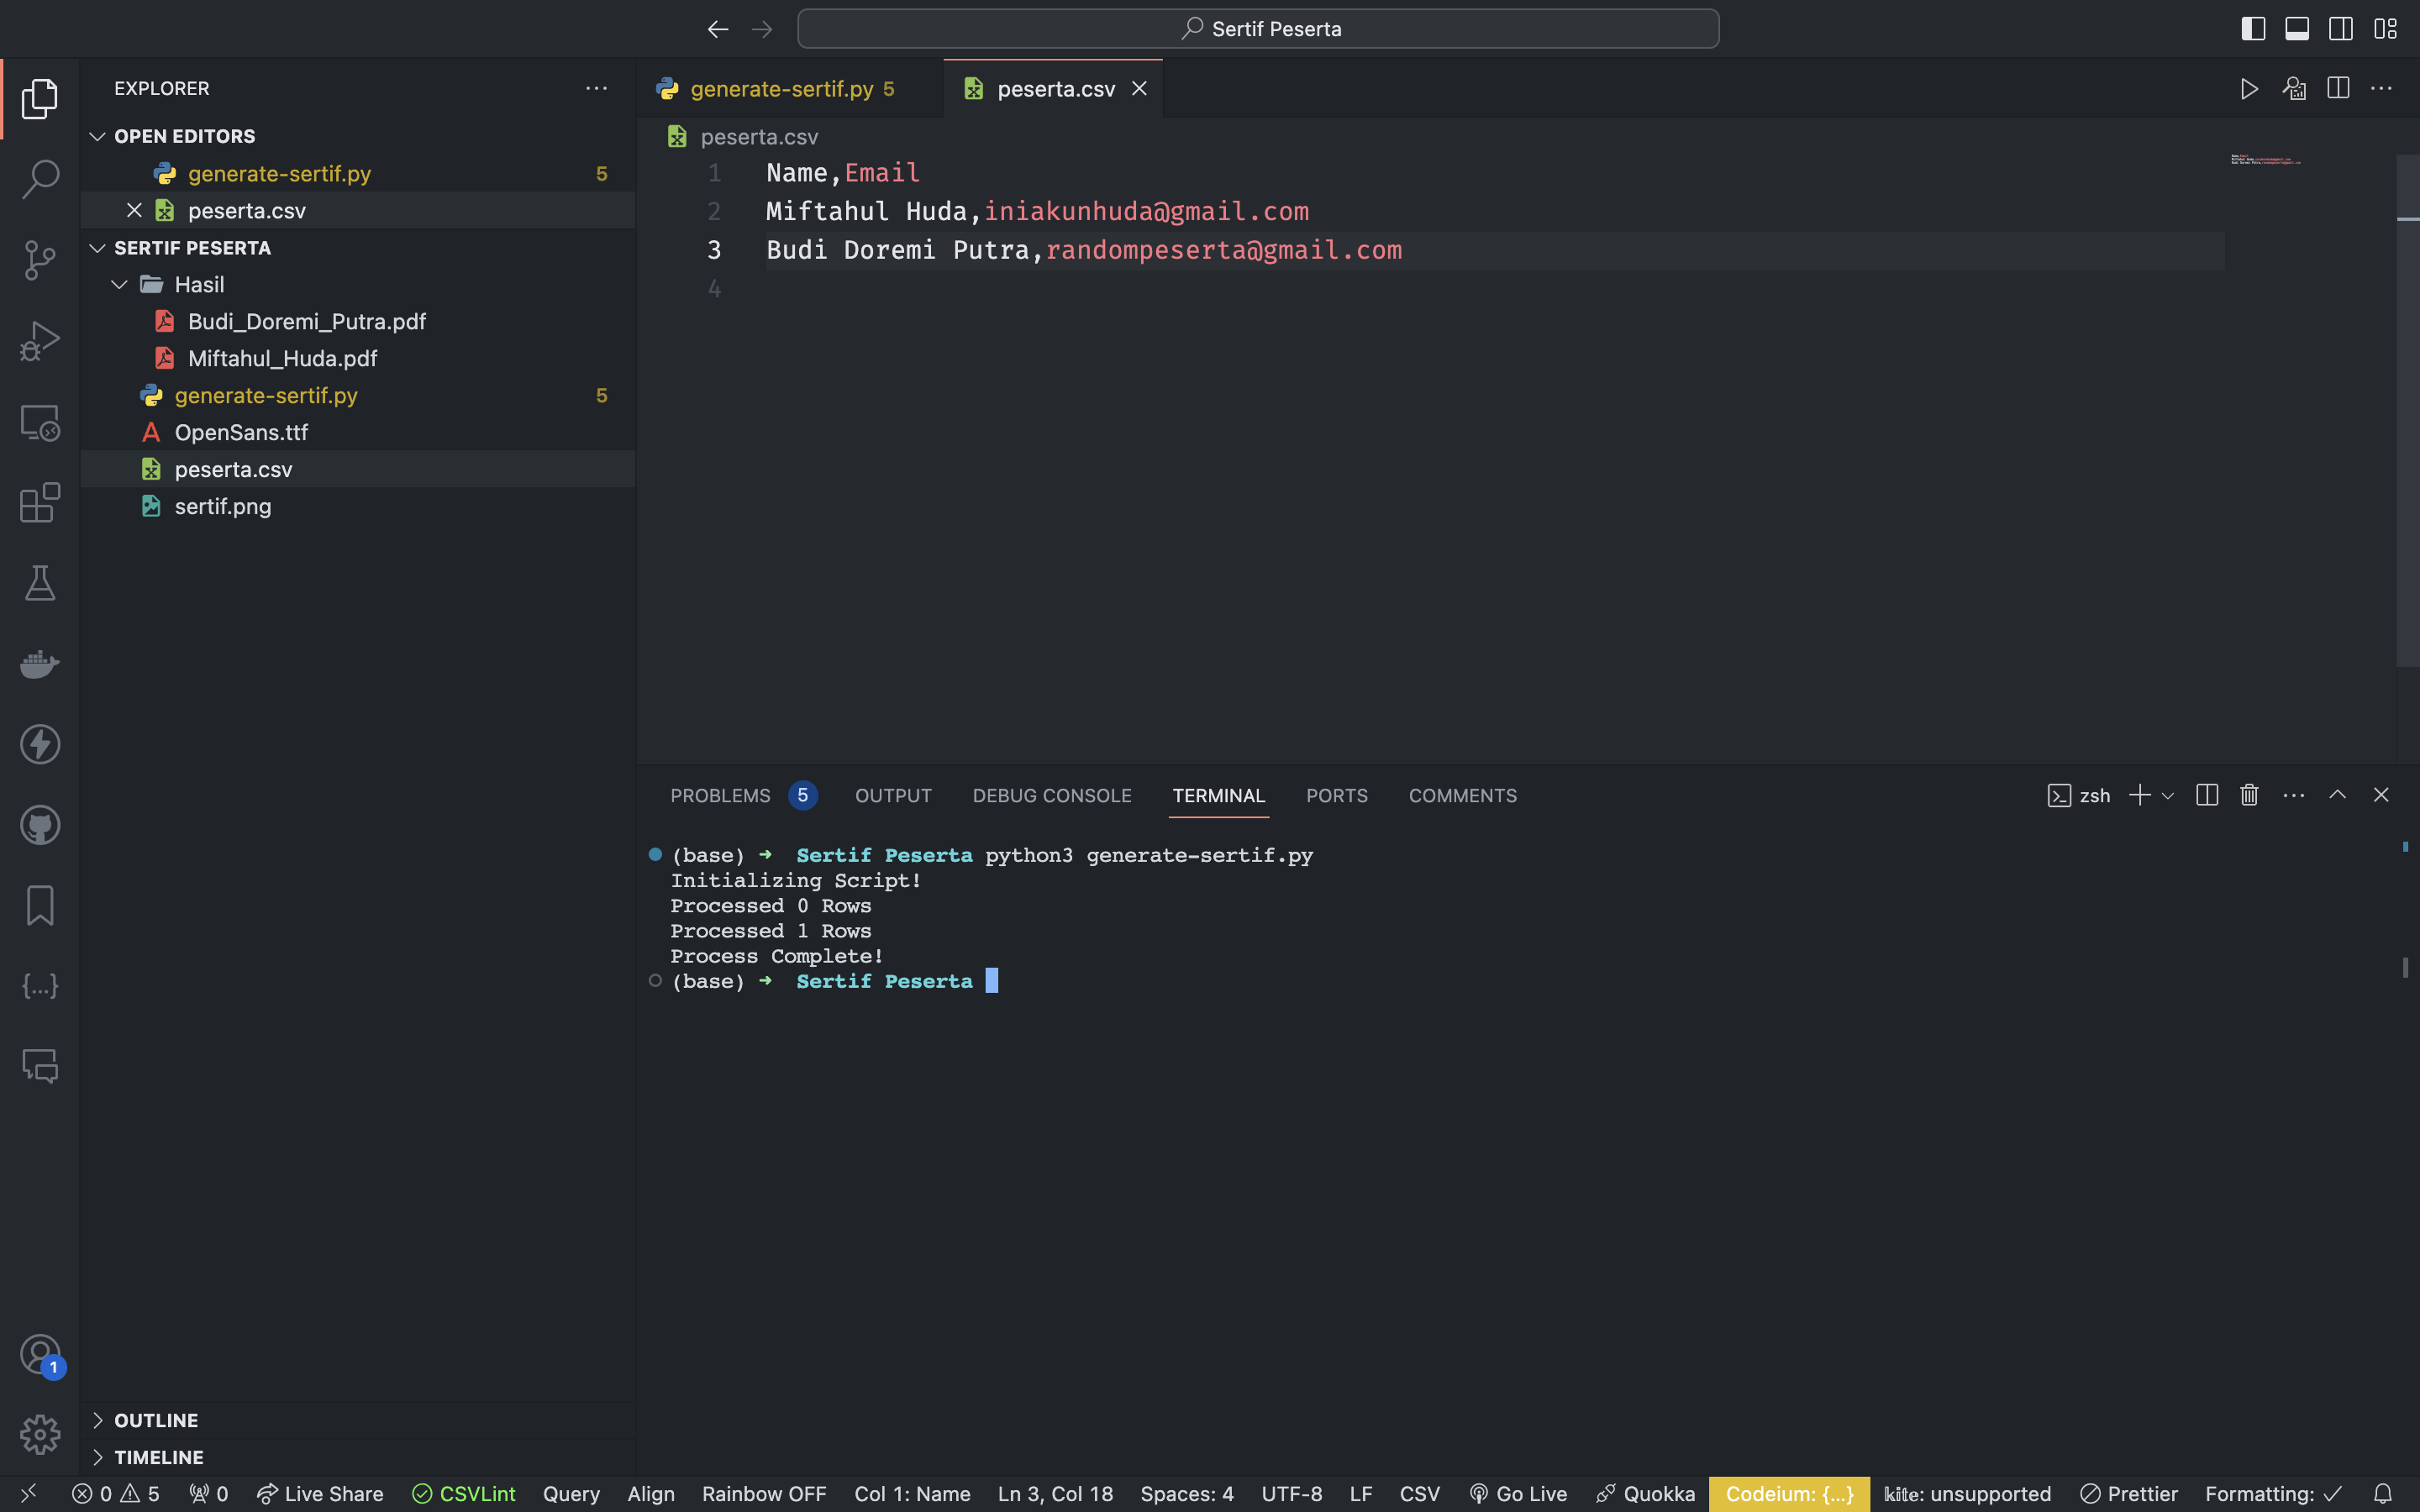 Sertif Peserta
EXPLORER
OPEN EDITORS
generate-sertif.py 5
peserta.csv
SERTIF PESERTA
Hasil
Budi_Doremi_Putra.pdf
Miftahul_Huda.pdf
generate-sertif.py 5
OpenSans.ttf
peserta.csv
sertif.png
OUTLINE
TIMELINE
generate-sertif.py 5
peserta.csv
peserta.csv
1 Name,Email
2 Miftahul Huda,iniakunhuda@gmail.com
3 Budi Doremi Putra,randompeserta@gmail.com
4
PROBLEMS 5 OUTPUT DEBUG CONSOLE TERMINAL PORTS COMMENTS
zsh
(base) ➜ Sertif Peserta python3 generate-sertif.py
Initializing Script!
Processed 0 Rows
Processed 1 Rows
Process Complete!
(base) ➜ Sertif Peserta
1
0 5 0 Live Share CSVLint Query Align Rainbow OFF Col 1: Name Ln 3, Col 18 Spaces: 4 UTF-8 LF CSV Go Live Quokka Codeium: {...} kite: unsupported Prettier Formatting: ✓